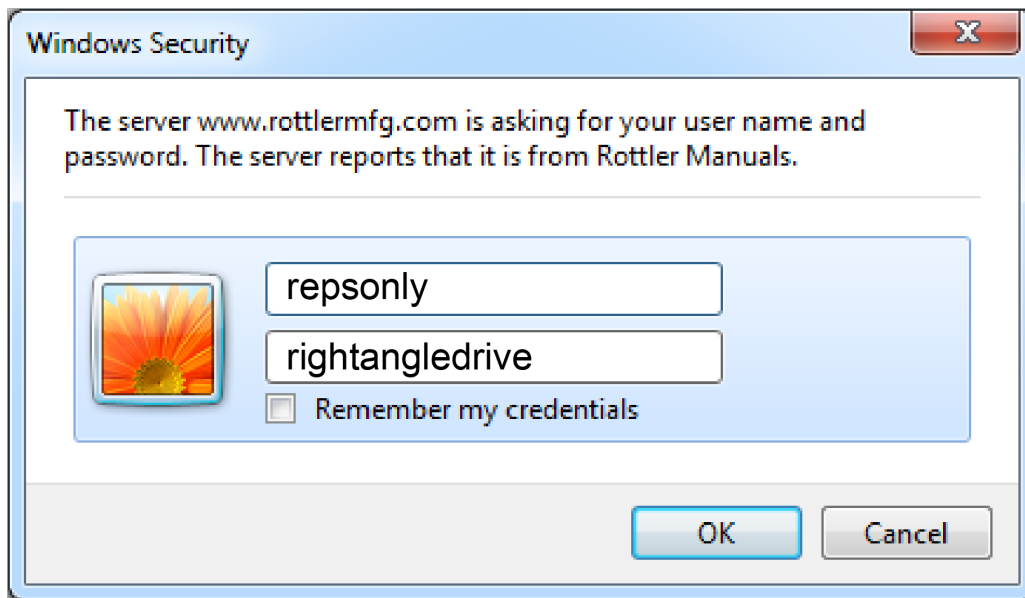 Windows Security
The server www.rottlermfg.com is asking for your user name and
password. The server reports that it is from Rottler Manuals.
repsonly
rightangledrive
Remember my credentials
OK
Cancel